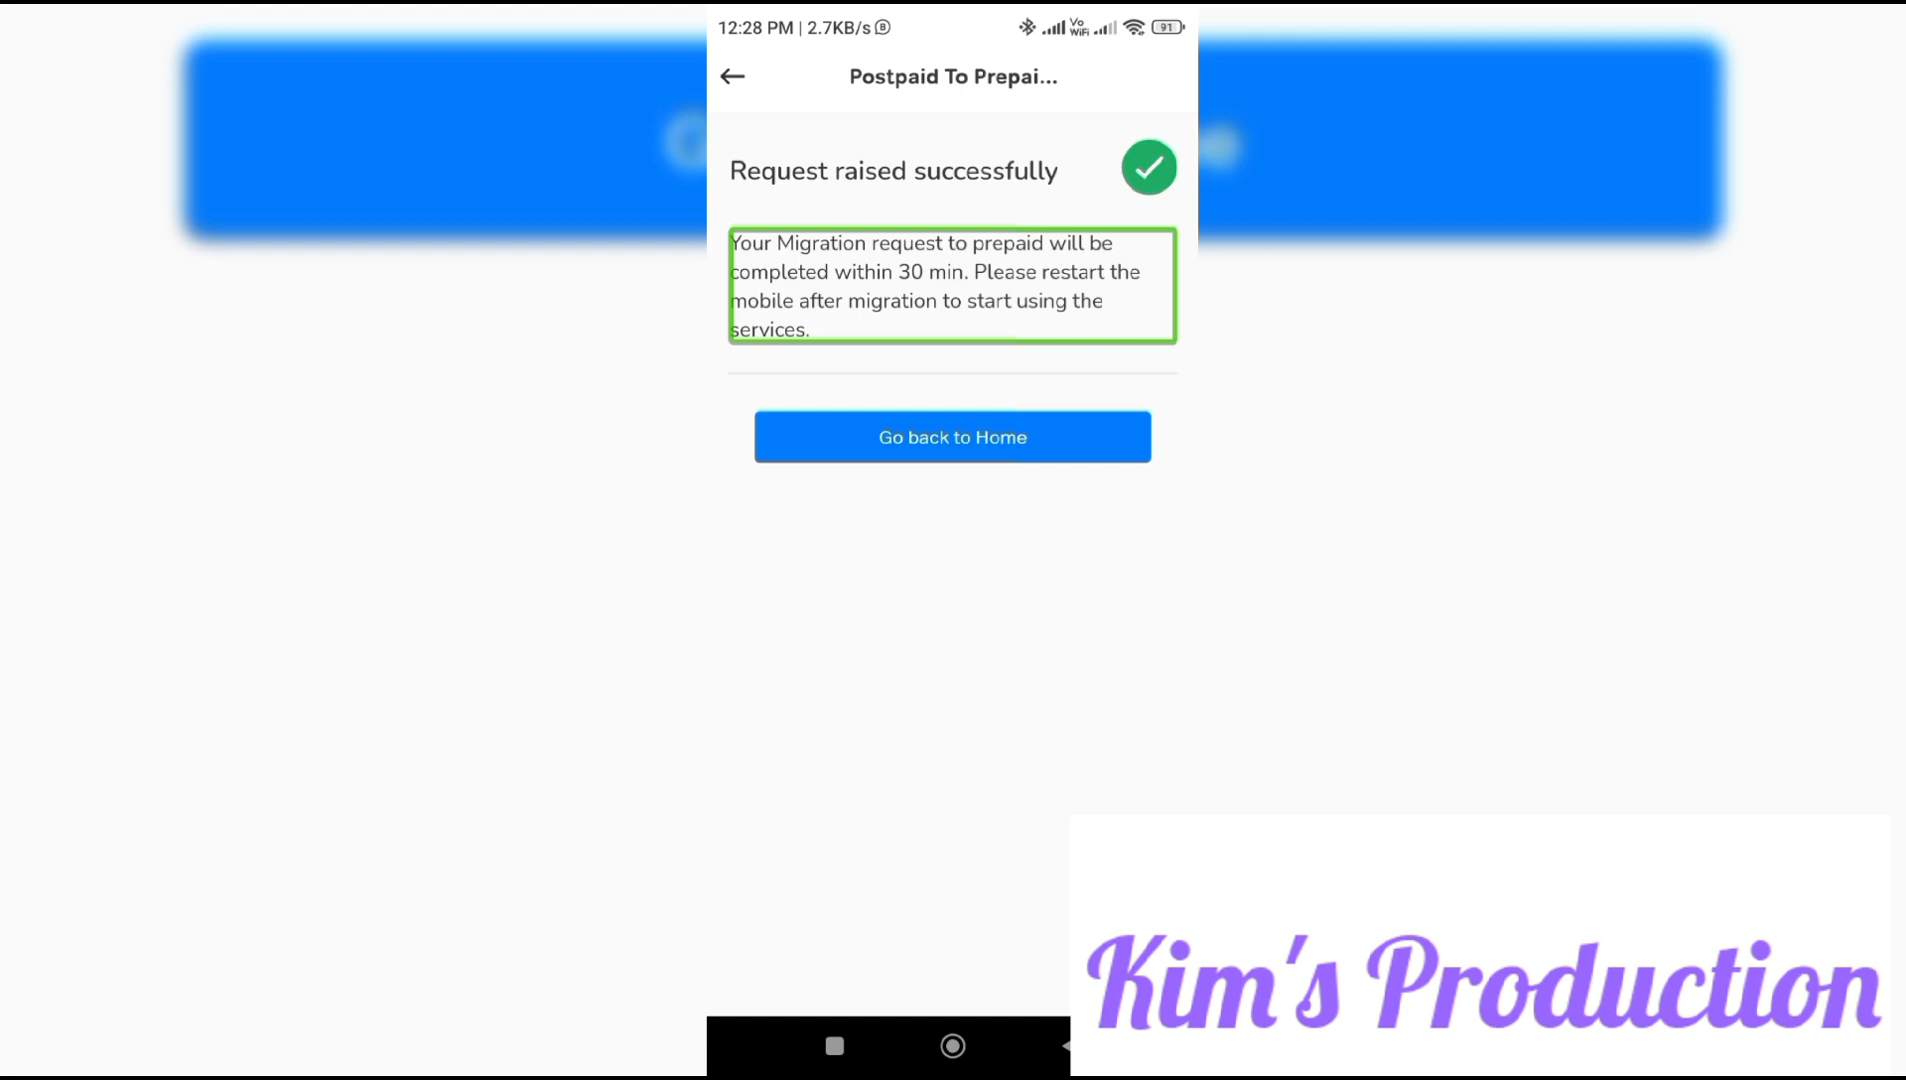 12:28 PM | 2.7KB/s
Vo
WiFi
91
Postpaid To Prepai...
Request raised successfully
Your Migration request to prepaid will be
completed within 30 min. Please restart the
mobile after migration to start using the
services.
Go back to Home
Kim's Production